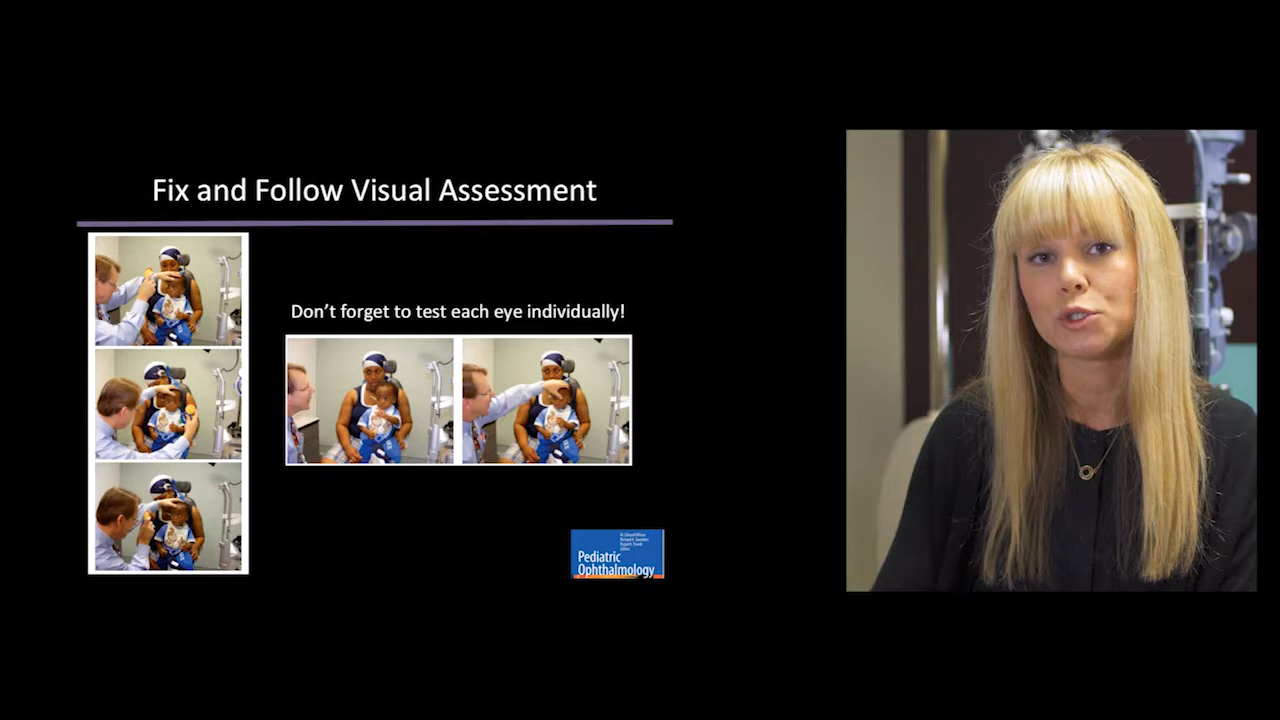 Fix and Follow Visual Assessment
Don't forget to test each eye individually!
Pediatric
Ophthalmology